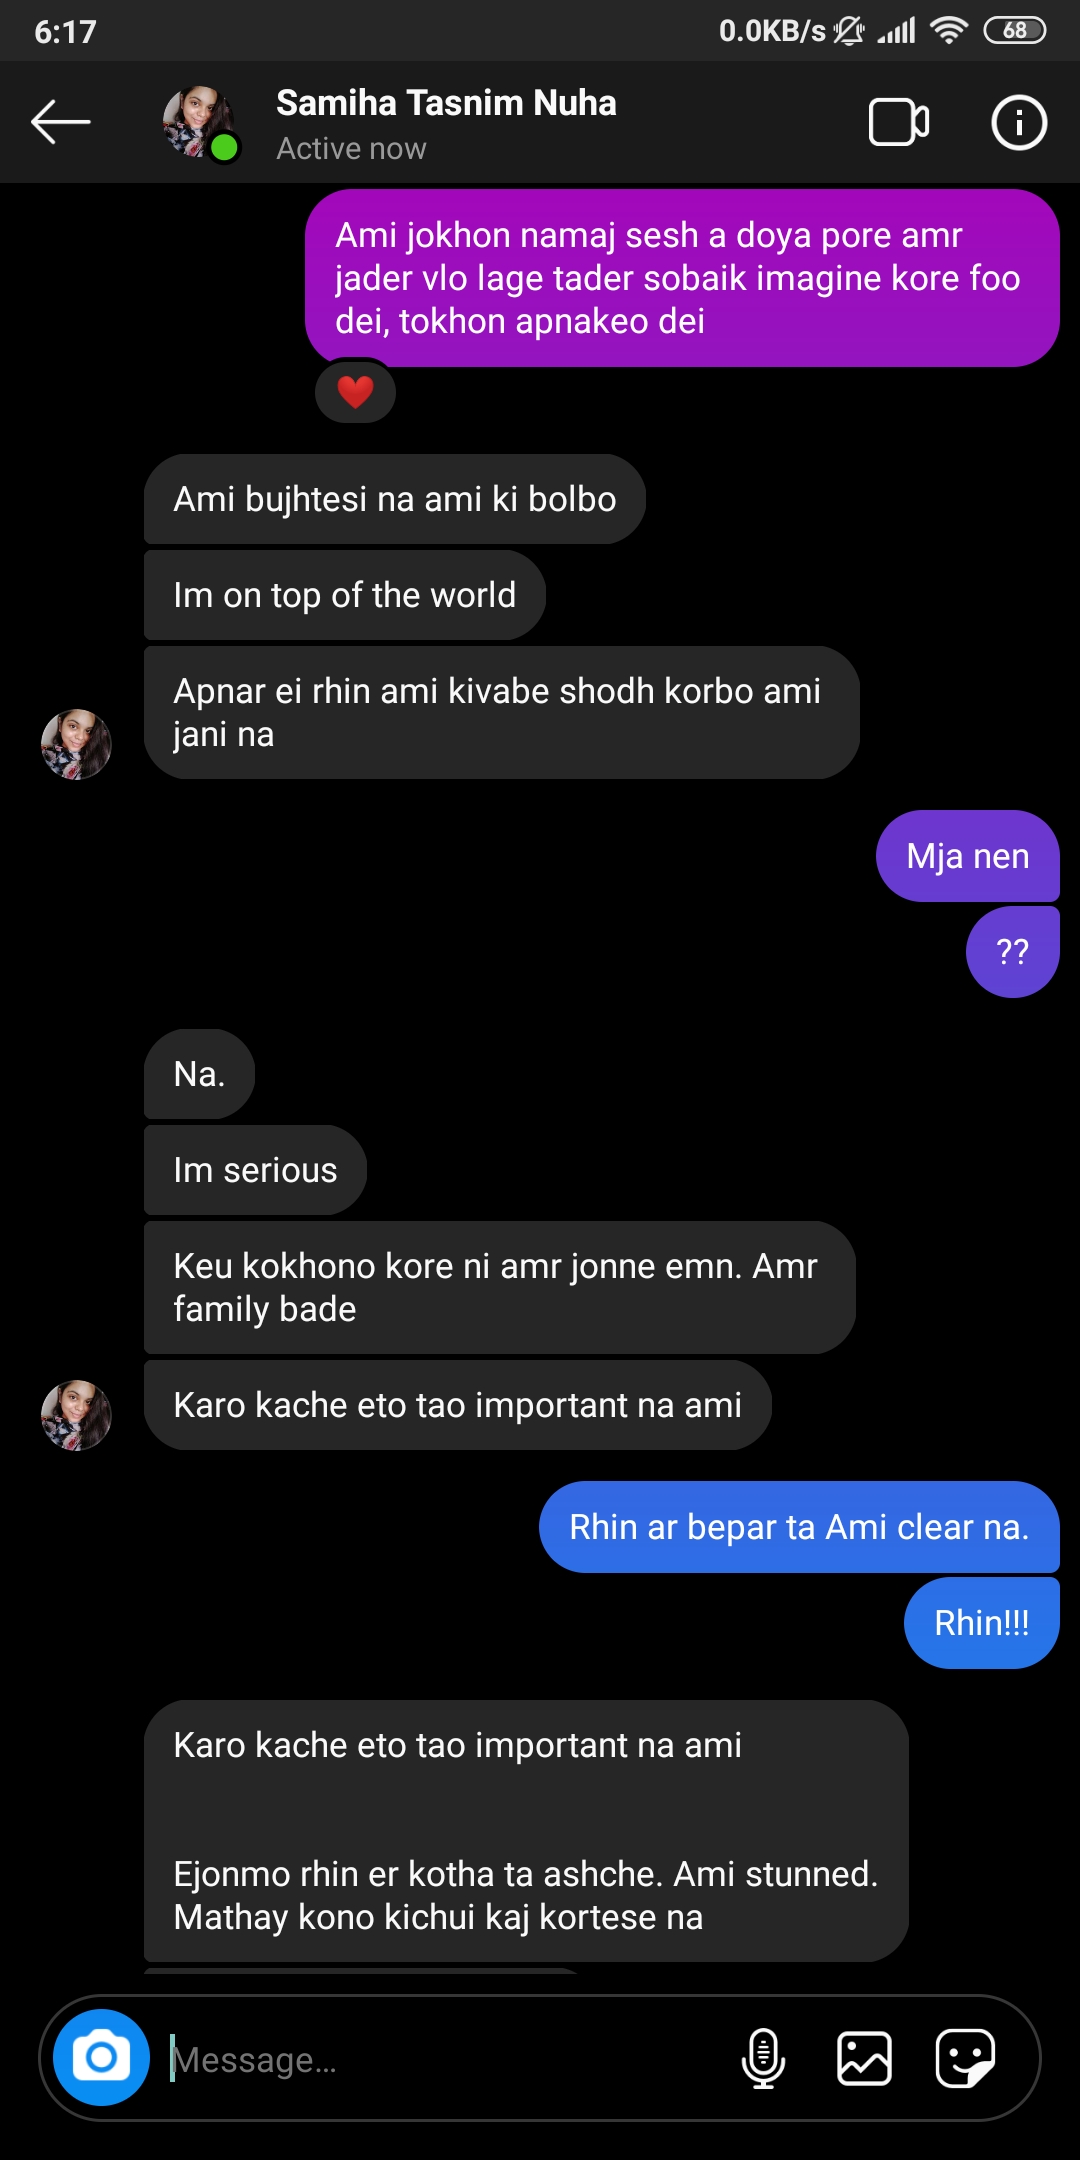 6:17
0.0KB/s
68
Samiha Tasnim Nuha
Active now
Ami jokhon namaj sesh a doya pore amr
jader vlo lage tader sobaik imagine kore foo
dei, tokhon apnakeo dei
Ami bujhtesi na ami ki bolbo
Im on top of the world
Apnar ei rhin ami kivabe shodh korbo ami
jani na
Mja nen
??
Na.
Im serious
Keu kokhono kore ni amr jonne emn. Amr
family bade
Karo kache eto tao important na ami
Rhin ar bepar ta Ami clear na.
Rhin!!!
Karo kache eto tao important na ami
Ejonmo rhin er kotha ta ashche. Ami stunned.
Mathay kono kichui kaj kortese na
Message...